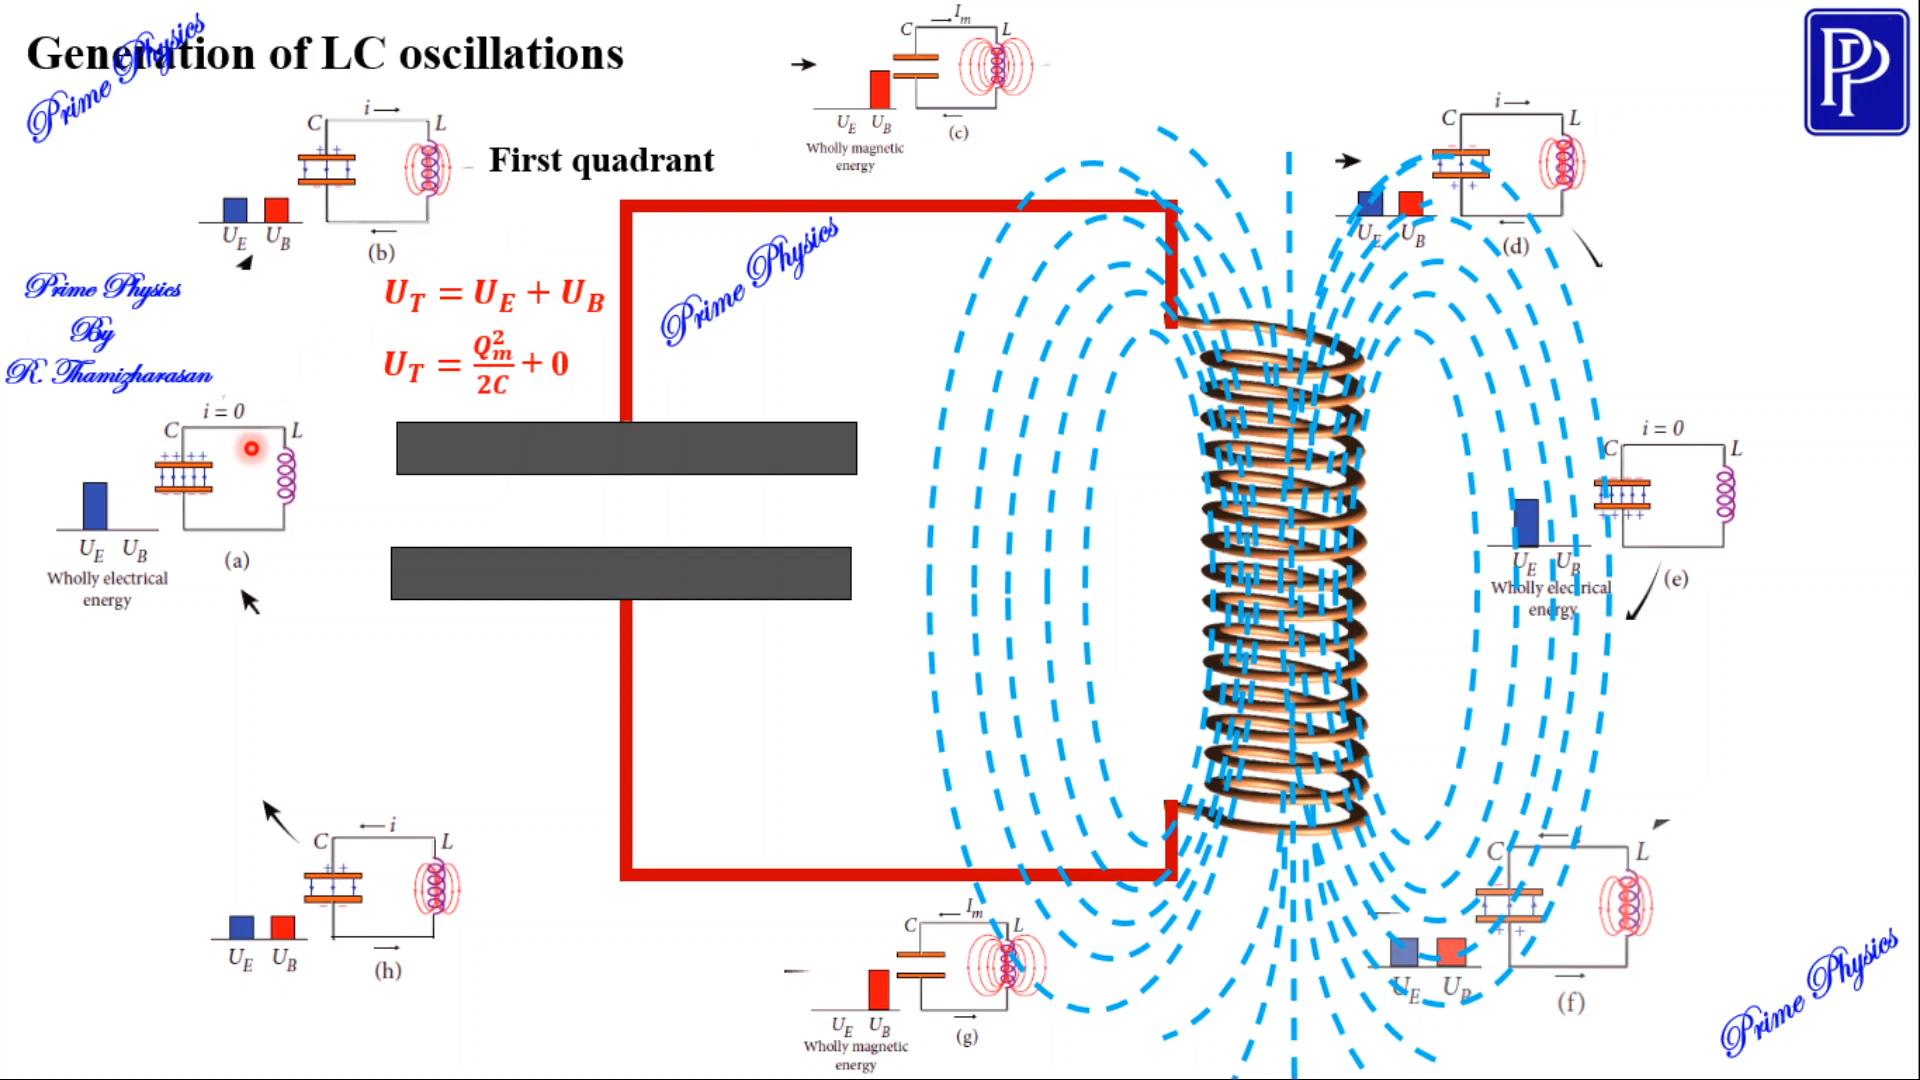 Generation of LC oscillations
Prime Physics
i
C L
U_E U_B
(b)
First quadrant
I_m
C L
U_E U_B
(c)
Wholly magnetic
energy
i
C L
U_E U_B
(d)
PP
Prime Physics
By
R. Thamizharasan
U_T = U_E + U_B
U_T = Q_m^2/2C + 0
Prime Physics
i = 0
C L
U_E U_B
(a)
Wholly electrical
energy
i = 0
C L
U_E U_B
(e)
Wholly electrical
energy
i
C L
U_E U_B
(h)
I_m
C L
U_E U_B
(g)
Wholly magnetic
energy
C L
U_E U_B
(f)
Prime Physics